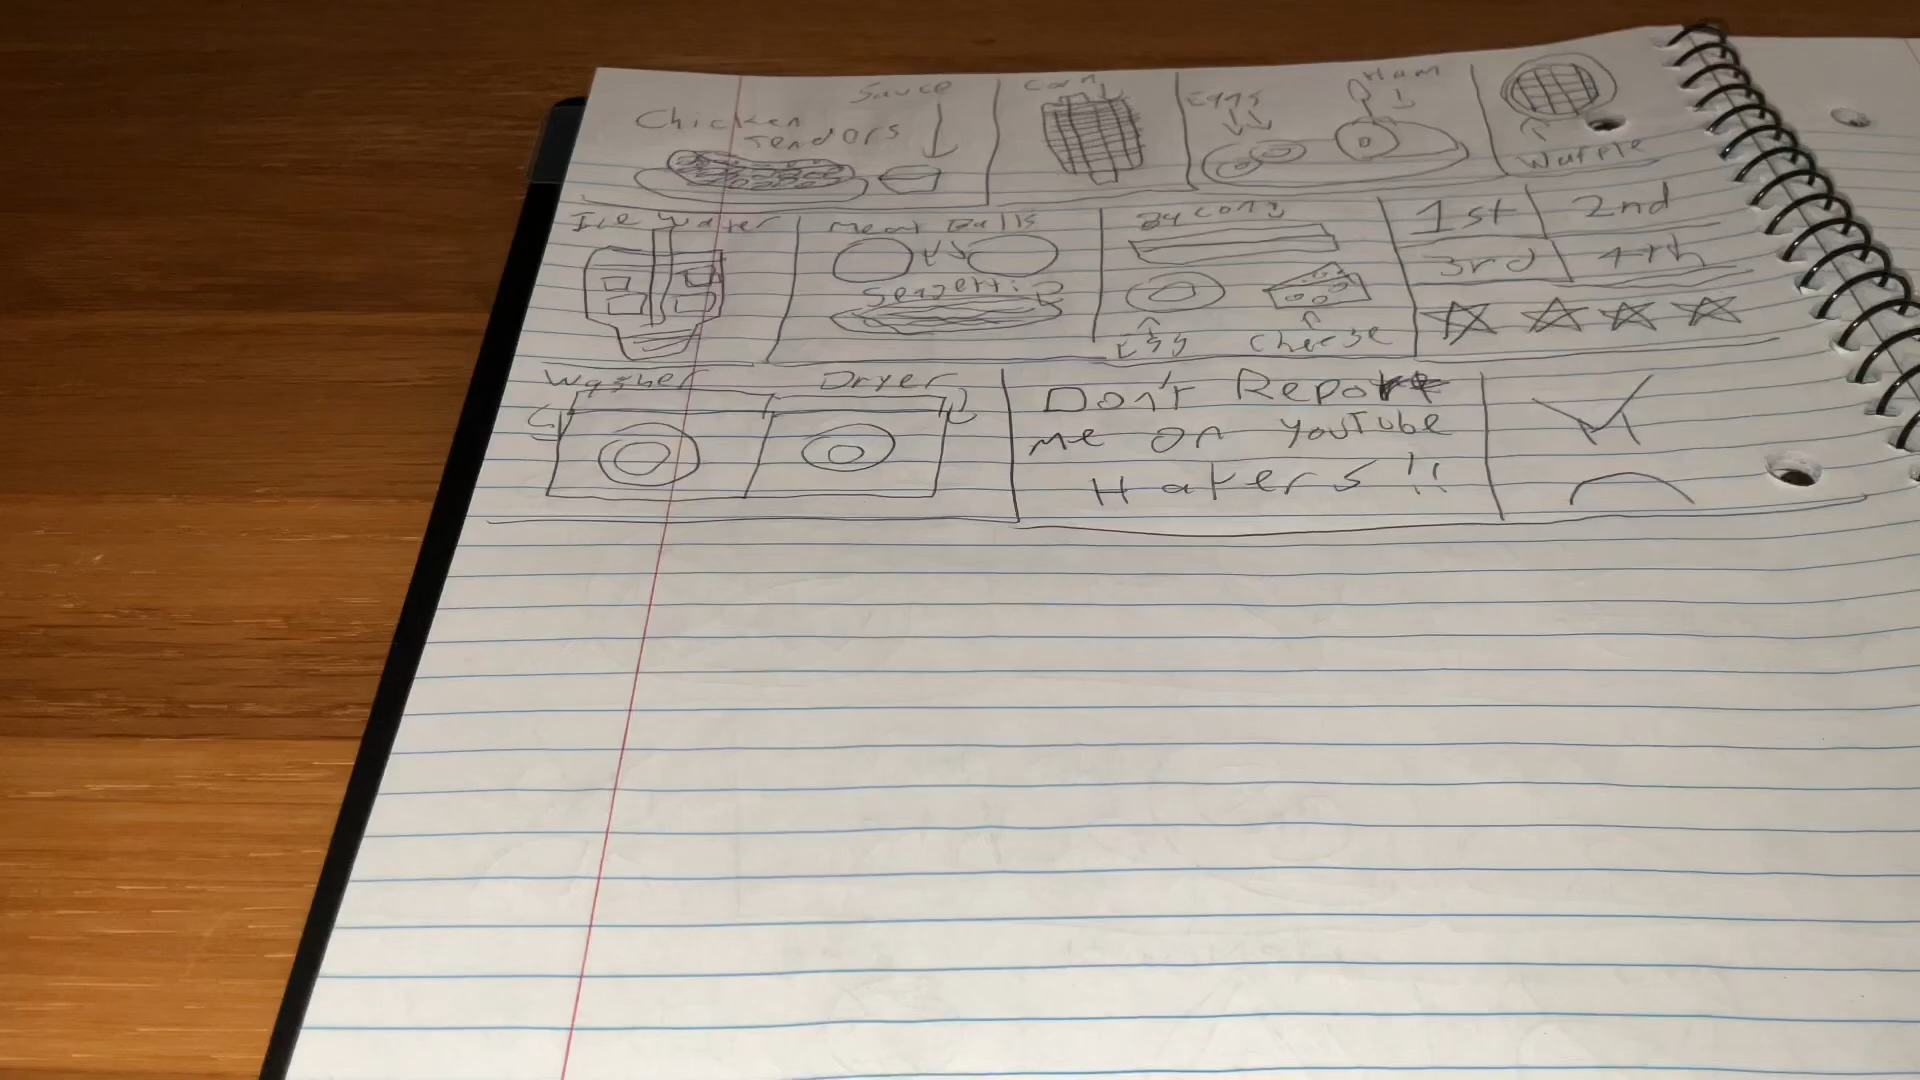 Sauce
Chicken
Tendors
Corn
Eggs
Ham
Waffle
Ice Water
Meat Balls
Bacon
1st
2nd
3rd
4th
Egg
Cheese
Washer
Dryer
Don't Report
me on YouTube
Haters!!